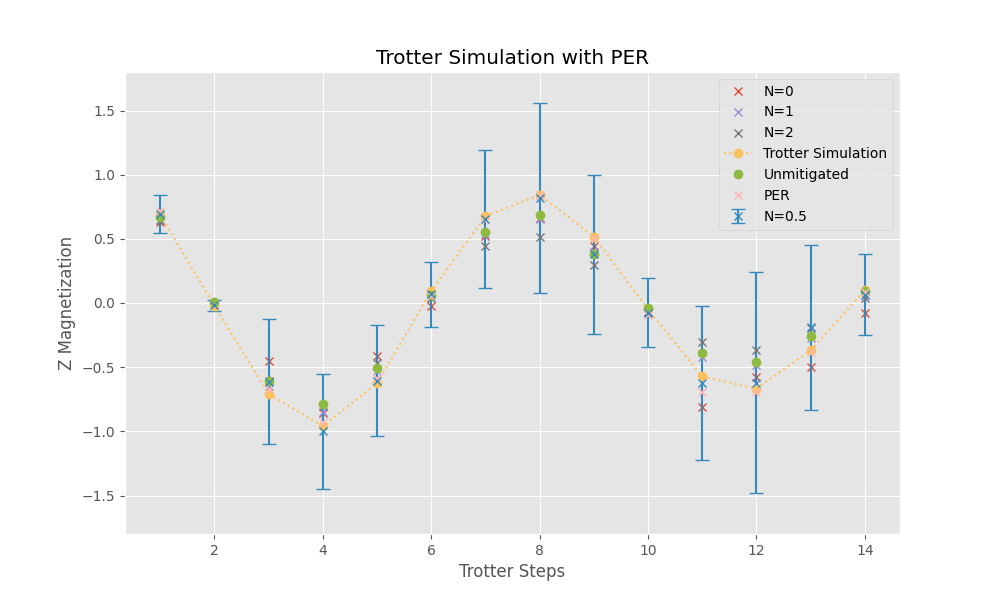 Trotter Simulation with PER
N=0
N=1
N=2
Trotter Simulation
Unmitigated
PER
N=0.5
Z Magnetization
1.5
1.0
0.5
0.0
−0.5
−1.0
−1.5
2 4 6 8 10 12 14
Trotter Steps